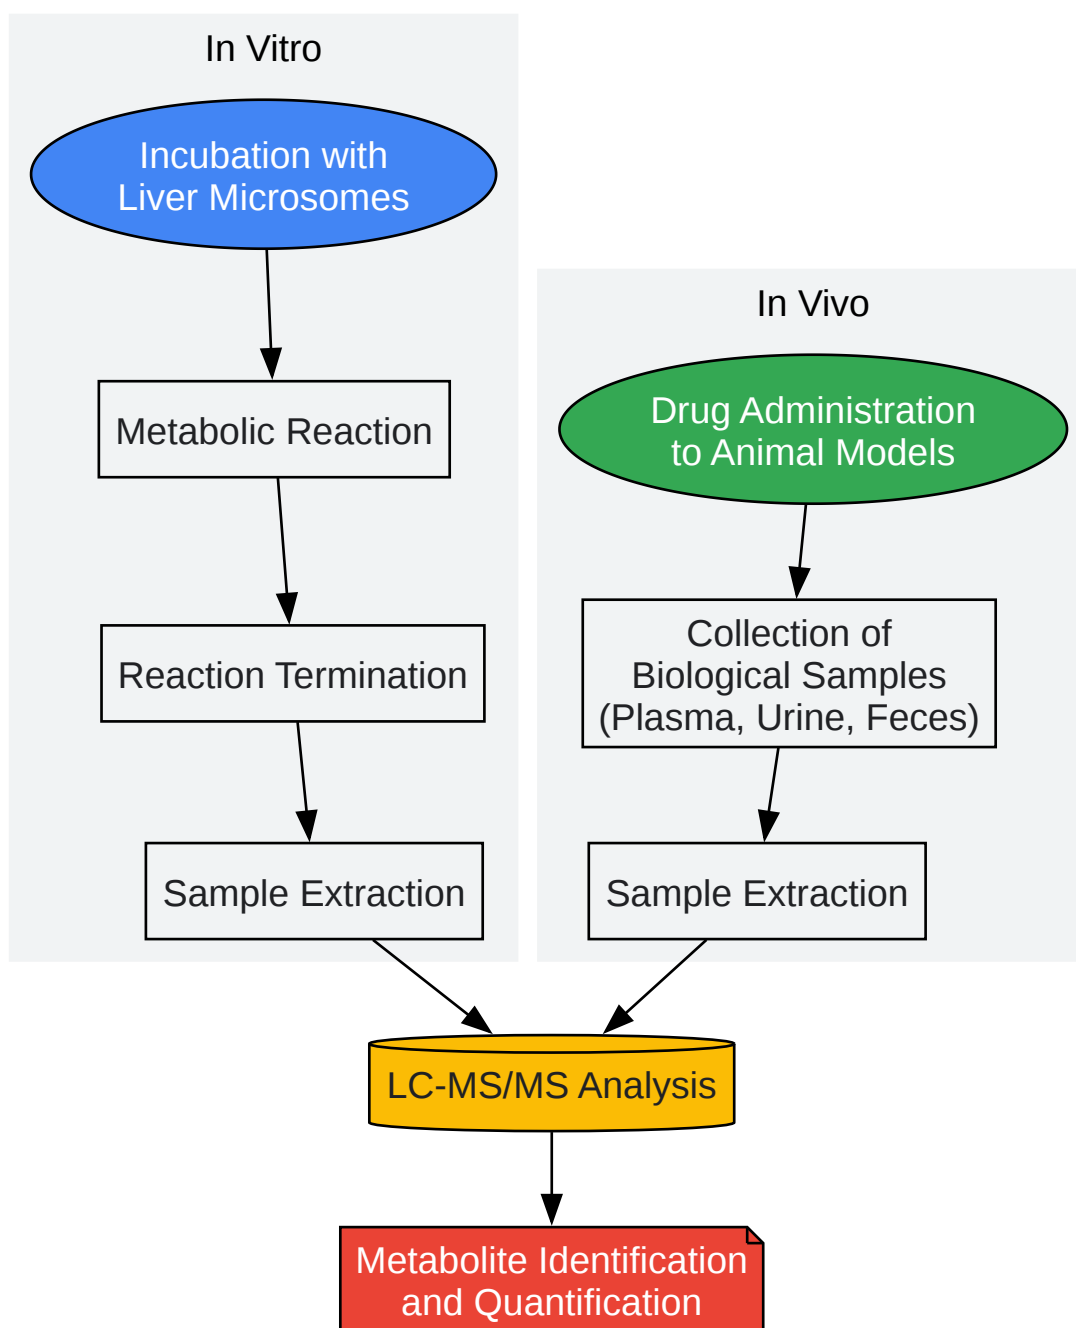 In Vitro
Incubation with
Liver Microsomes
Metabolic Reaction
Reaction Termination
Sample Extraction
In Vivo
Drug Administration
to Animal Models
Collection of
Biological Samples
(Plasma, Urine, Feces)
Sample Extraction
LC-MS/MS Analysis
Metabolite Identification
and Quantification